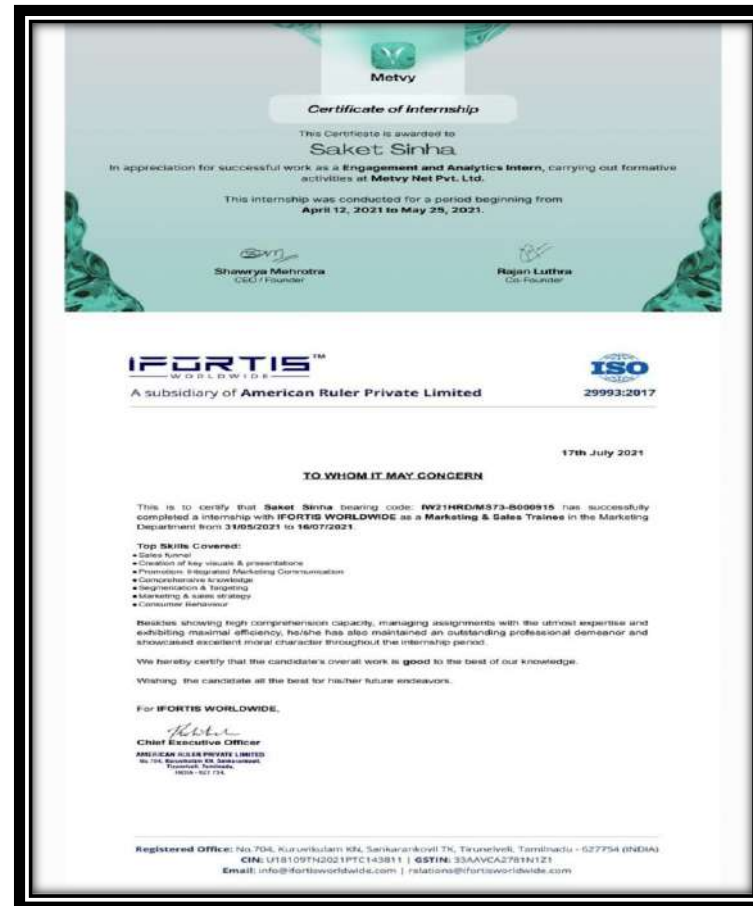 Metvy
Certificate of Internship
This Certificate is awarded to
Saket Sinha
In appreciation for successful work as a Engagement and Analytics Intern, carrying out formative
activities at Metvy Net Pvt. Ltd.
This internship was conducted for a period beginning from
April 12, 2021 to May 25, 2021.
Shawrya Mehrotra
CEO / Founder
Rajan Luthra
Co-Founder
IFORTIS™
WORLDWIDE
A subsidiary of American Ruler Private Limited
ISO
29993:2017
17th July 2021
TO WHOM IT MAY CONCERN
This is to certify that Saket Sinha bearing code: IW21HRD/MS73-B000915 has successfully
completed a internship with IFORTIS WORLDWIDE as a Marketing & Sales Trainee in the Marketing
Department from 31/05/2021 to 16/07/2021.
Top Skills Covered:
• Sales funnel
• Creation of key visuals & presentations
• Promotion: Integrated Marketing Communication
• Comprehensive knowledge
• Segmentation & Targeting
• Marketing & sales strategy
• Consumer Behaviour
Besides showing high comprehension capacity, managing assignments with the utmost expertise and
exhibiting maximal efficiency, he/she has also maintained an outstanding professional demeanor and
showcased excellent moral character throughout the internship period.
We hereby certify that the candidate's overall work is good to the best of our knowledge.
Wishing the candidate all the best for his/her future endeavors.
For IFORTIS WORLDWIDE,
Chief Executive Officer
AMERICAN RULER PRIVATE LIMITED
No.704, Kuruvikulam KN, Sankarankovil,
Tirunelveli, Tamilnadu,
INDIA - 627 754.
Registered Office: No.704, Kuruvikulam KN, Sankarankovil TK, Tirunelveli, Tamilnadu - 627754 (INDIA)
CIN: U18109TN2021PTC143811 | GSTIN: 33AAVCA2781N1Z1
Email: info@ifortisworldwide.com | relations@ifortisworldwide.com